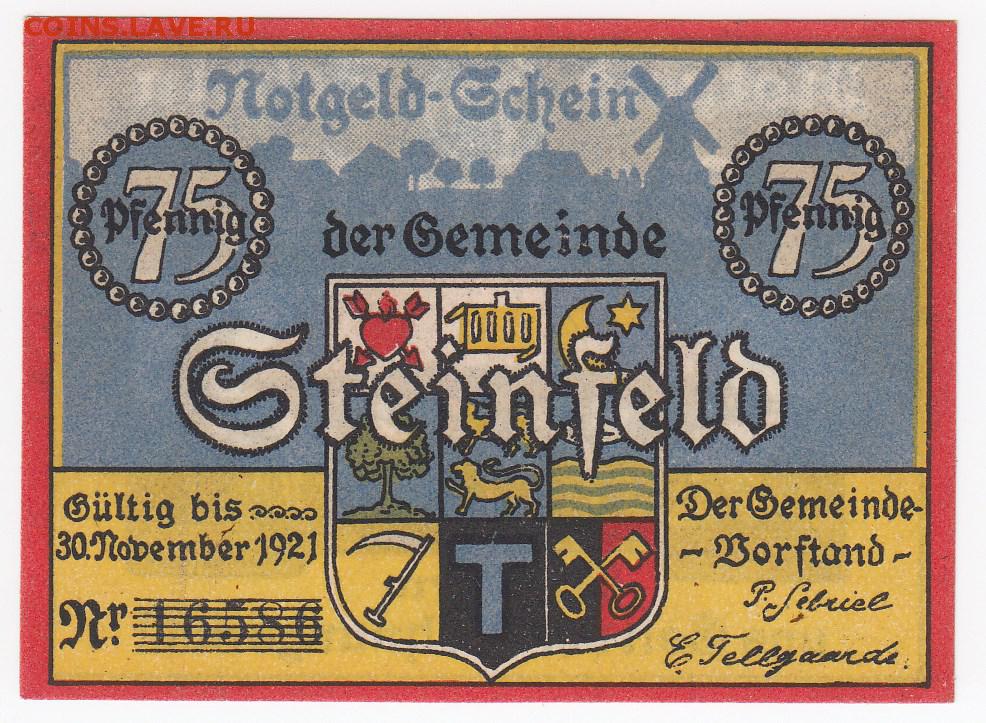 COINS.LAVE.RU
Notgeld-Schein
75 Pfennig
75 Pfennig
der Gemeinde
Steinfeld
T
Gültig bis
30. November 1921
Nr. 16586
Der Gemeinde-
- Vorstand -
E. Tellgaarde.